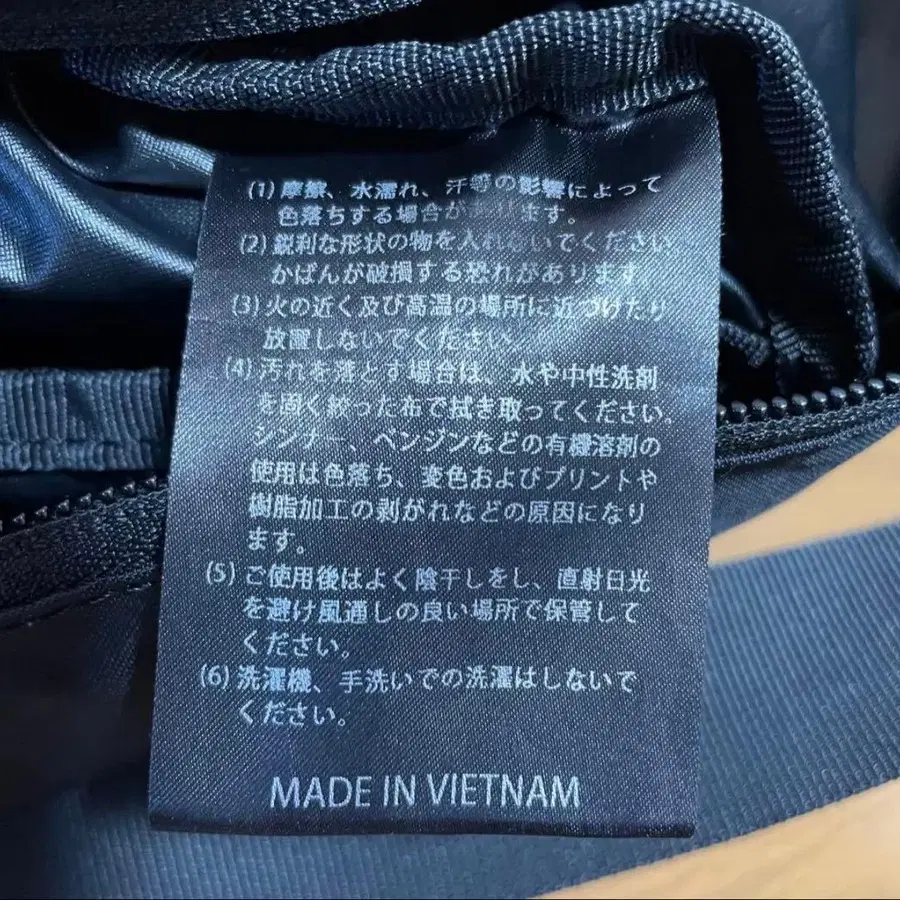 (1) 摩擦、水濡れ、汗等の影響によって
色落ちする場合があります。
(2) 鋭利な形状の物を入れないでください
かばんが破損する恐れがあります
(3) 火の近く及び高温の場所に近づけたり
放置しないでください。
(4) 汚れを落とす場合は、水や中性洗剤
を固く絞った布で拭き取ってください。
シンナー、ベンジンなどの有機溶剤の
使用は色落ち、変色およびプリントや
樹脂加工の剥がれなどの原因になり
ます。
(5) ご使用後はよく陰干しをし、直射日光
を避け風通しの良い場所で保管して
ください。
(6) 洗濯機、手洗いでの洗濯はしないで
ください。
MADE IN VIETNAM